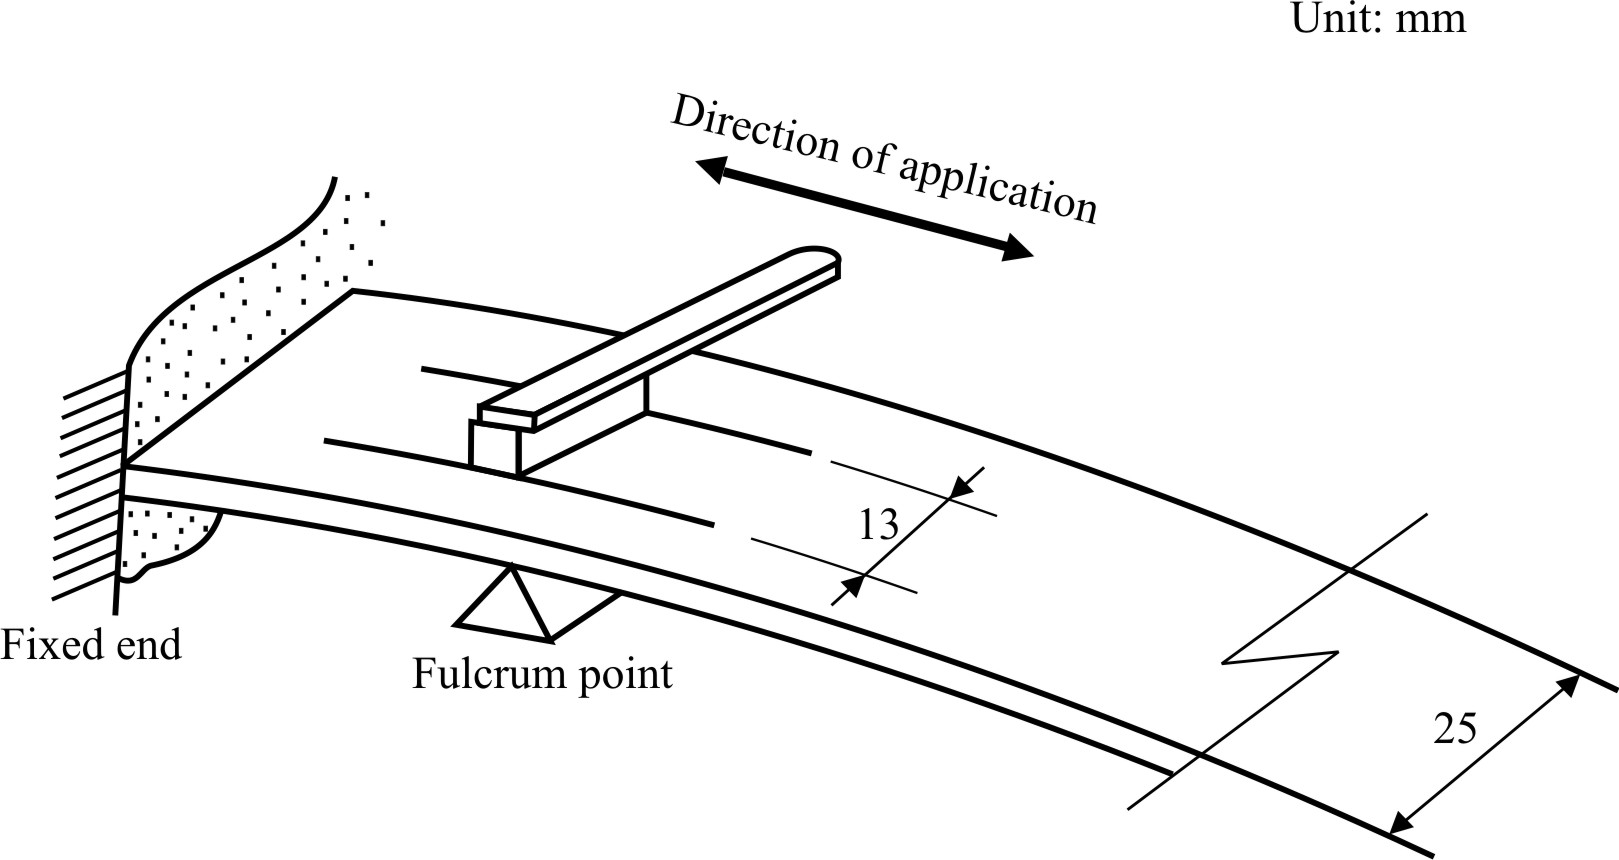 Unit: mm
Direction of application
13
Fixed end
Fulcrum point
25